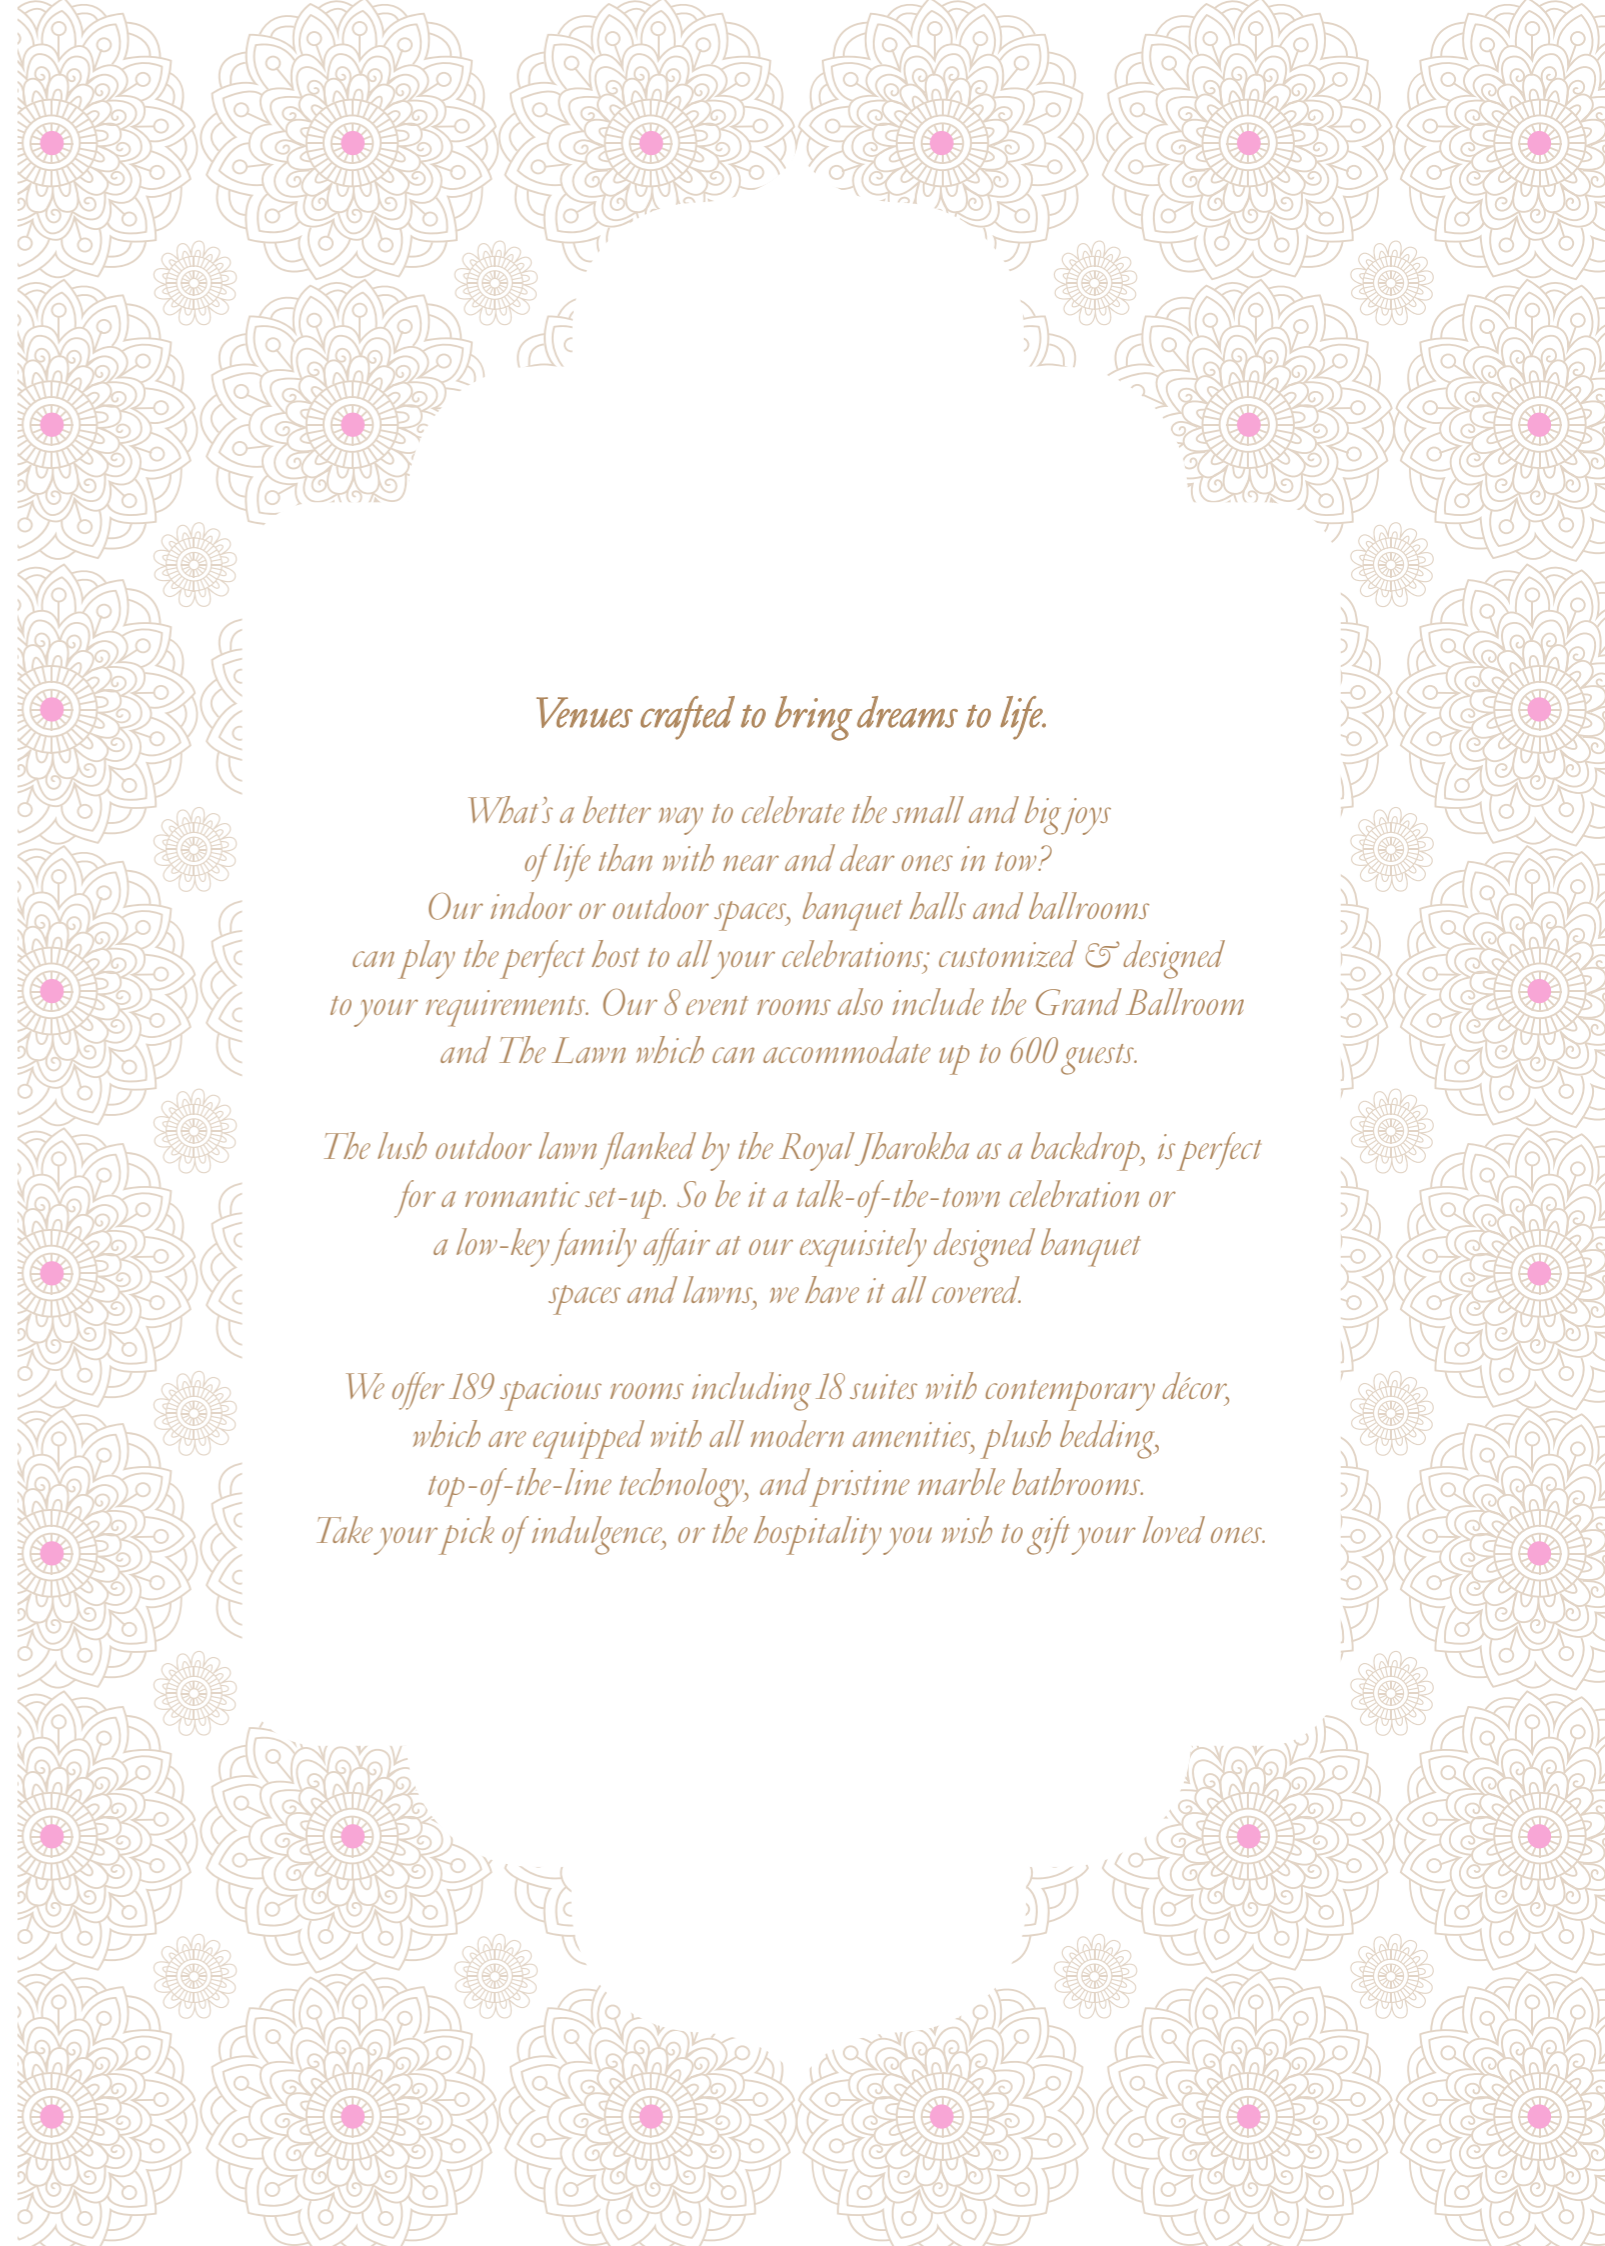 Venues crafted to bring dreams to life.
What’s a better way to celebrate the small and big joys
of life than with near and dear ones in tow?
Our indoor or outdoor spaces, banquet halls and ballrooms
can play the perfect host to all your celebrations; customized & designed
to your requirements. Our 8 event rooms also include the Grand Ballroom
and The Lawn which can accommodate up to 600 guests.
The lush outdoor lawn flanked by the Royal Jharokha as a backdrop, is perfect
for a romantic set-up. So be it a talk-of-the-town celebration or
a low-key family affair at our exquisitely designed banquet
spaces and lawns, we have it all covered.
We offer 189 spacious rooms including 18 suites with contemporary décor,
which are equipped with all modern amenities, plush bedding,
top-of-the-line technology, and pristine marble bathrooms.
Take your pick of indulgence, or the hospitality you wish to gift your loved ones.